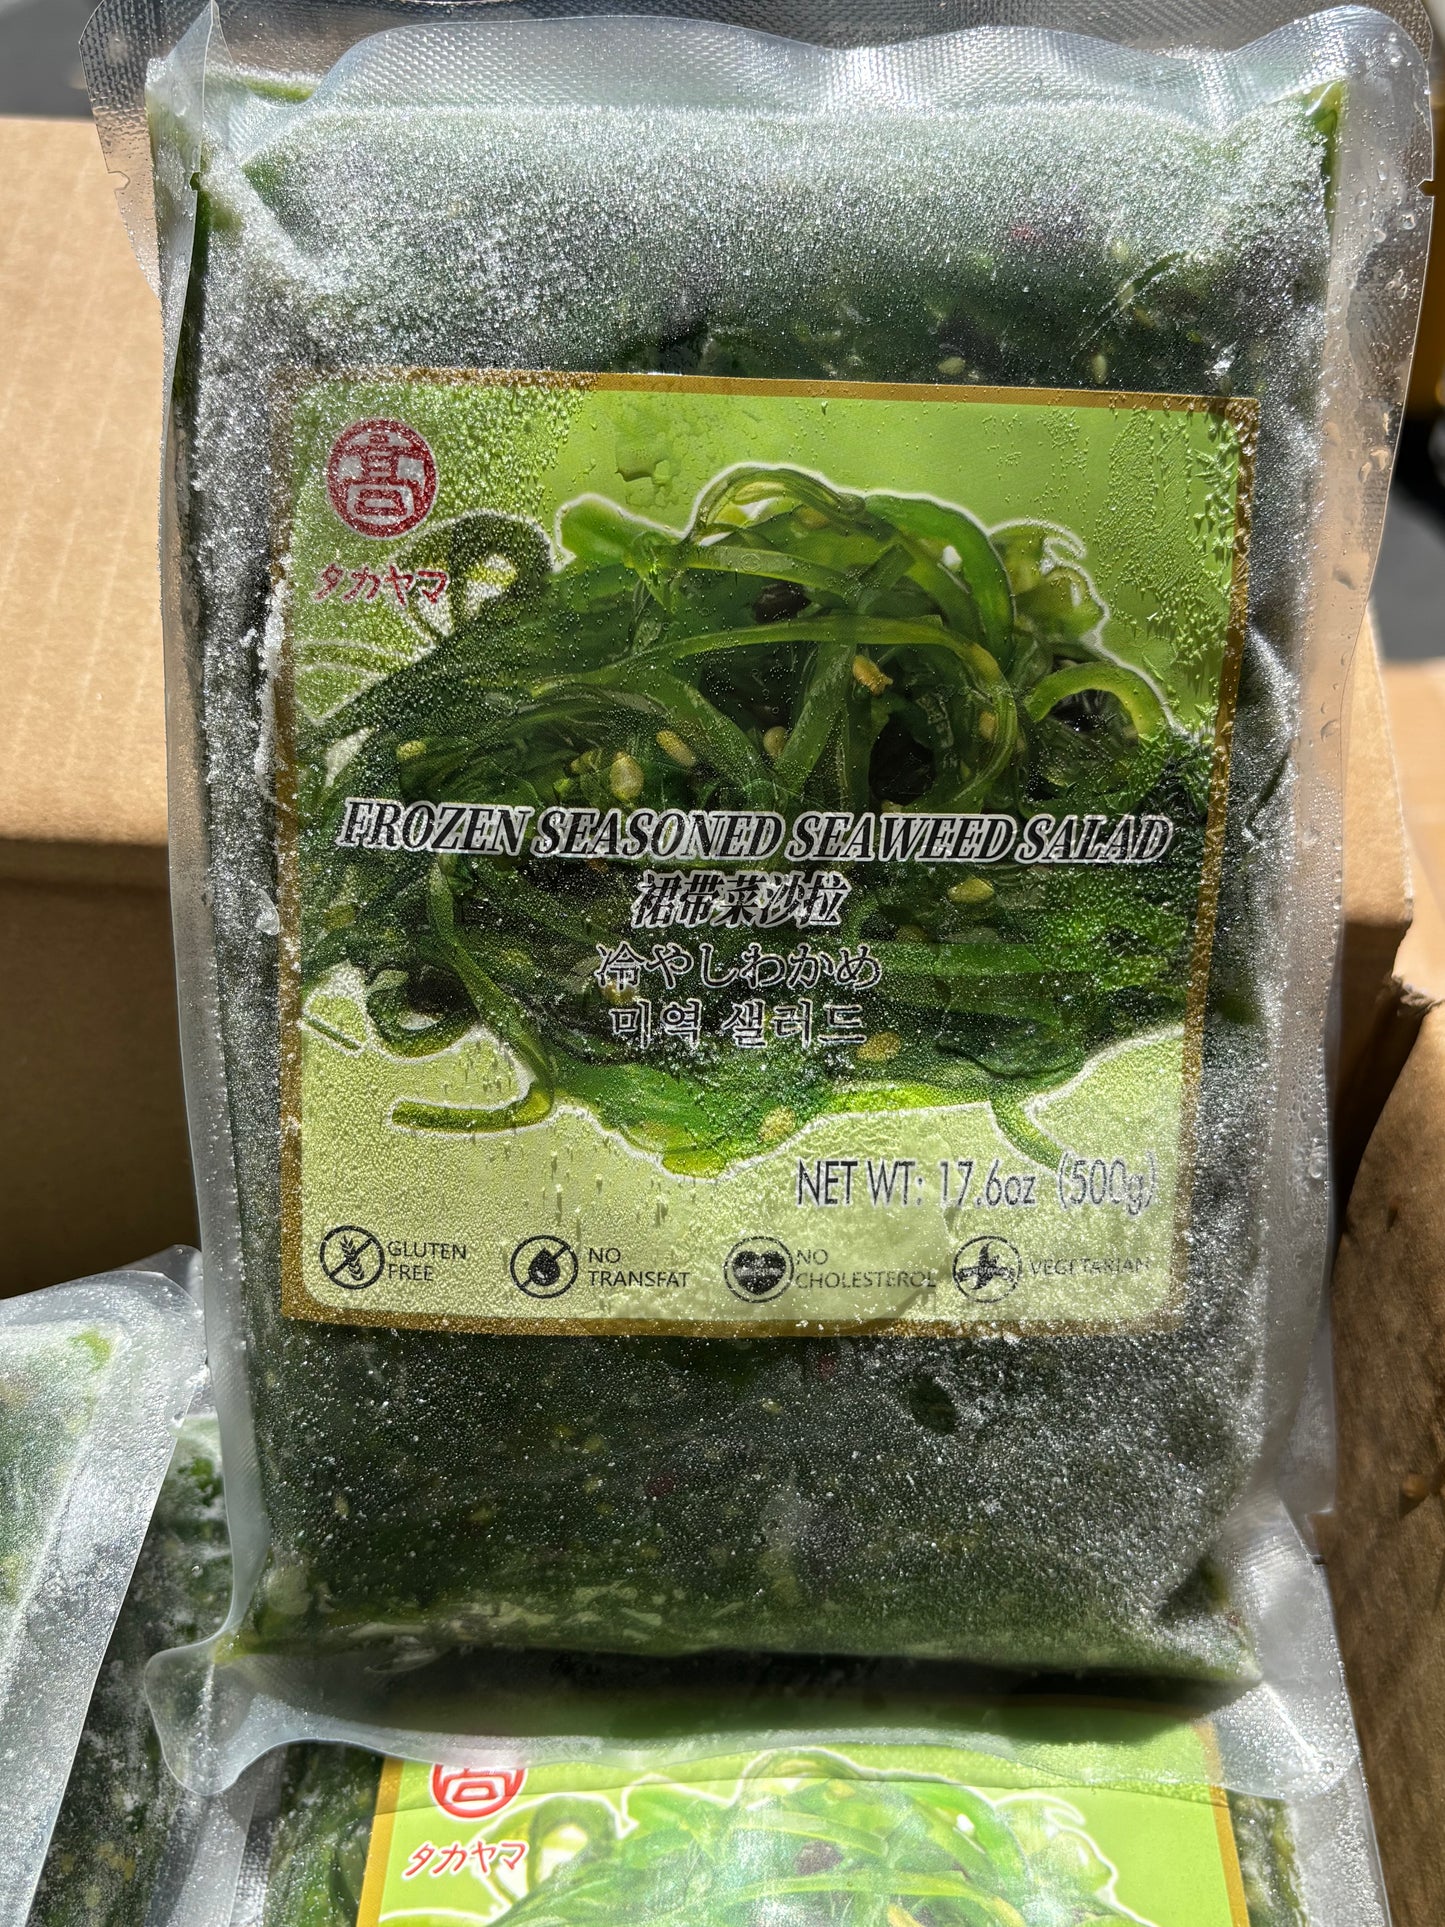 髙
タカヤマ
FROZEN SEASONED SEAWEED SALAD
裙带菜沙拉
冷やしわかめ
미역 샐러드
NET WT: 17.6oz (500g)
GLUTEN FREE
NO TRANSFAT
NO CHOLESTEROL
VEGETARIAN
髙
タカヤマ